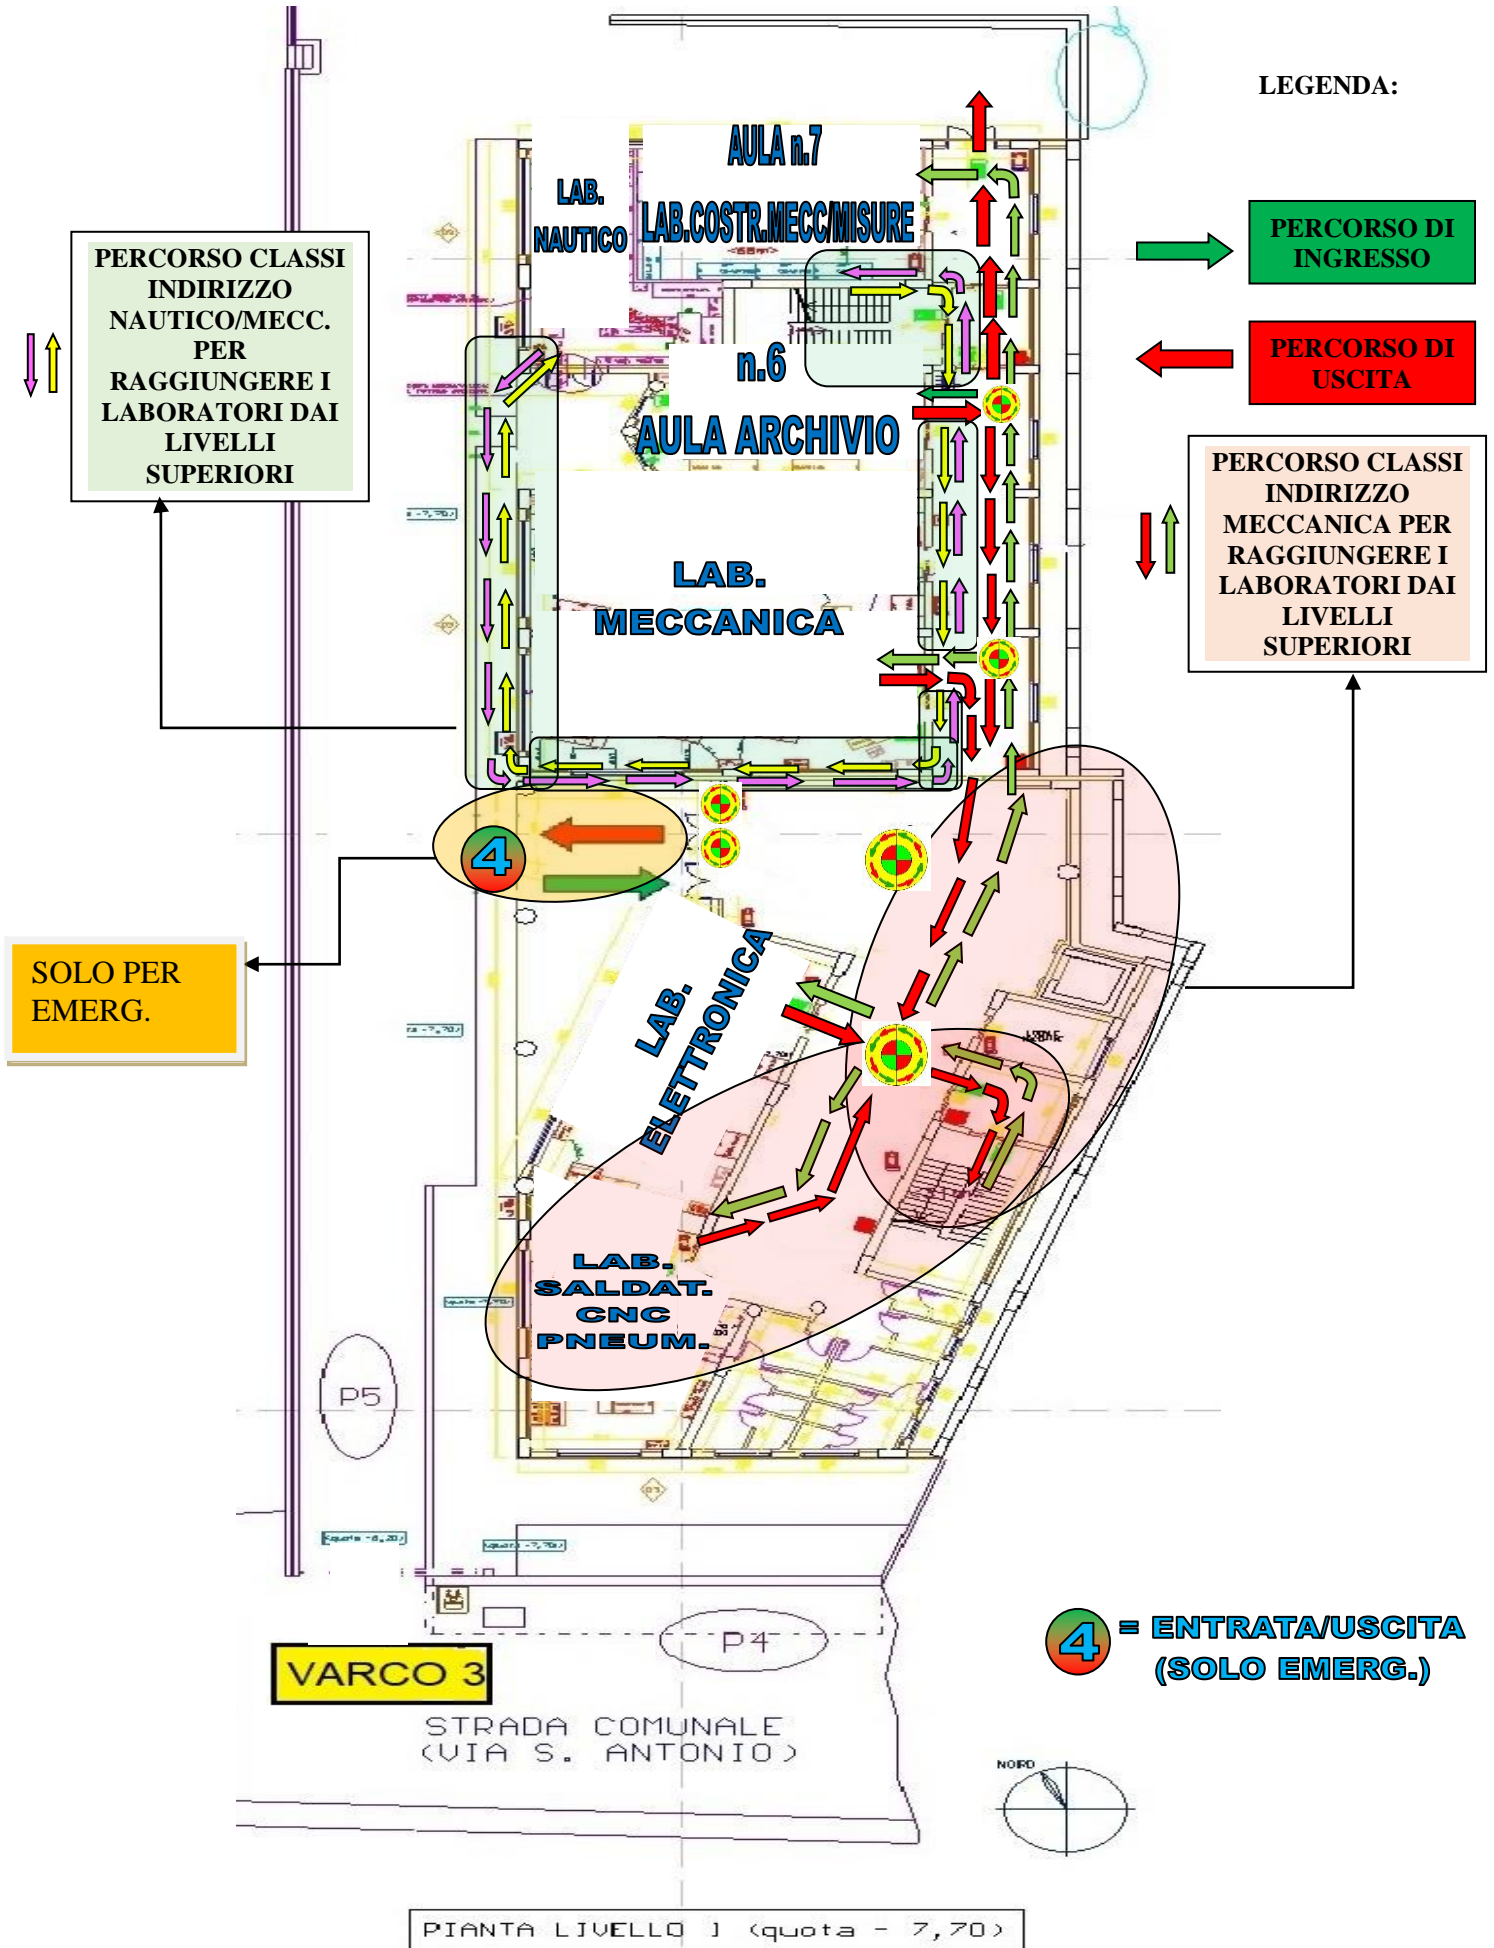 LEGENDA:
AULA n.7
LAB.
NAUTICO
LAB.COSTR.MECC/MISURE
PERCORSO DI
INGRESSO
PERCORSO CLASSI
INDIRIZZO
NAUTICO/MECC.
PER
RAGGIUNGERE I
LABORATORI DAI
LIVELLI
SUPERIORI
PERCORSO DI
USCITA
n.6
AULA ARCHIVIO
PERCORSO CLASSI
INDIRIZZO
MECCANICA PER
RAGGIUNGERE I
LABORATORI DAI
LIVELLI
SUPERIORI
LAB.
MECCANICA
4
SOLO PER
EMERG.
LAB.
ELETTRONICA
LAB.
SALDAT.
CNC
PNEUM.
P5
(quota -7,70)
P4
4 = ENTRATA/USCITA
(SOLO EMERG.)
VARCO 3
STRADA COMUNALE
(VIA S. ANTONIO)
NORD
PIANTA LIVELLO 1 (quota - 7,70)